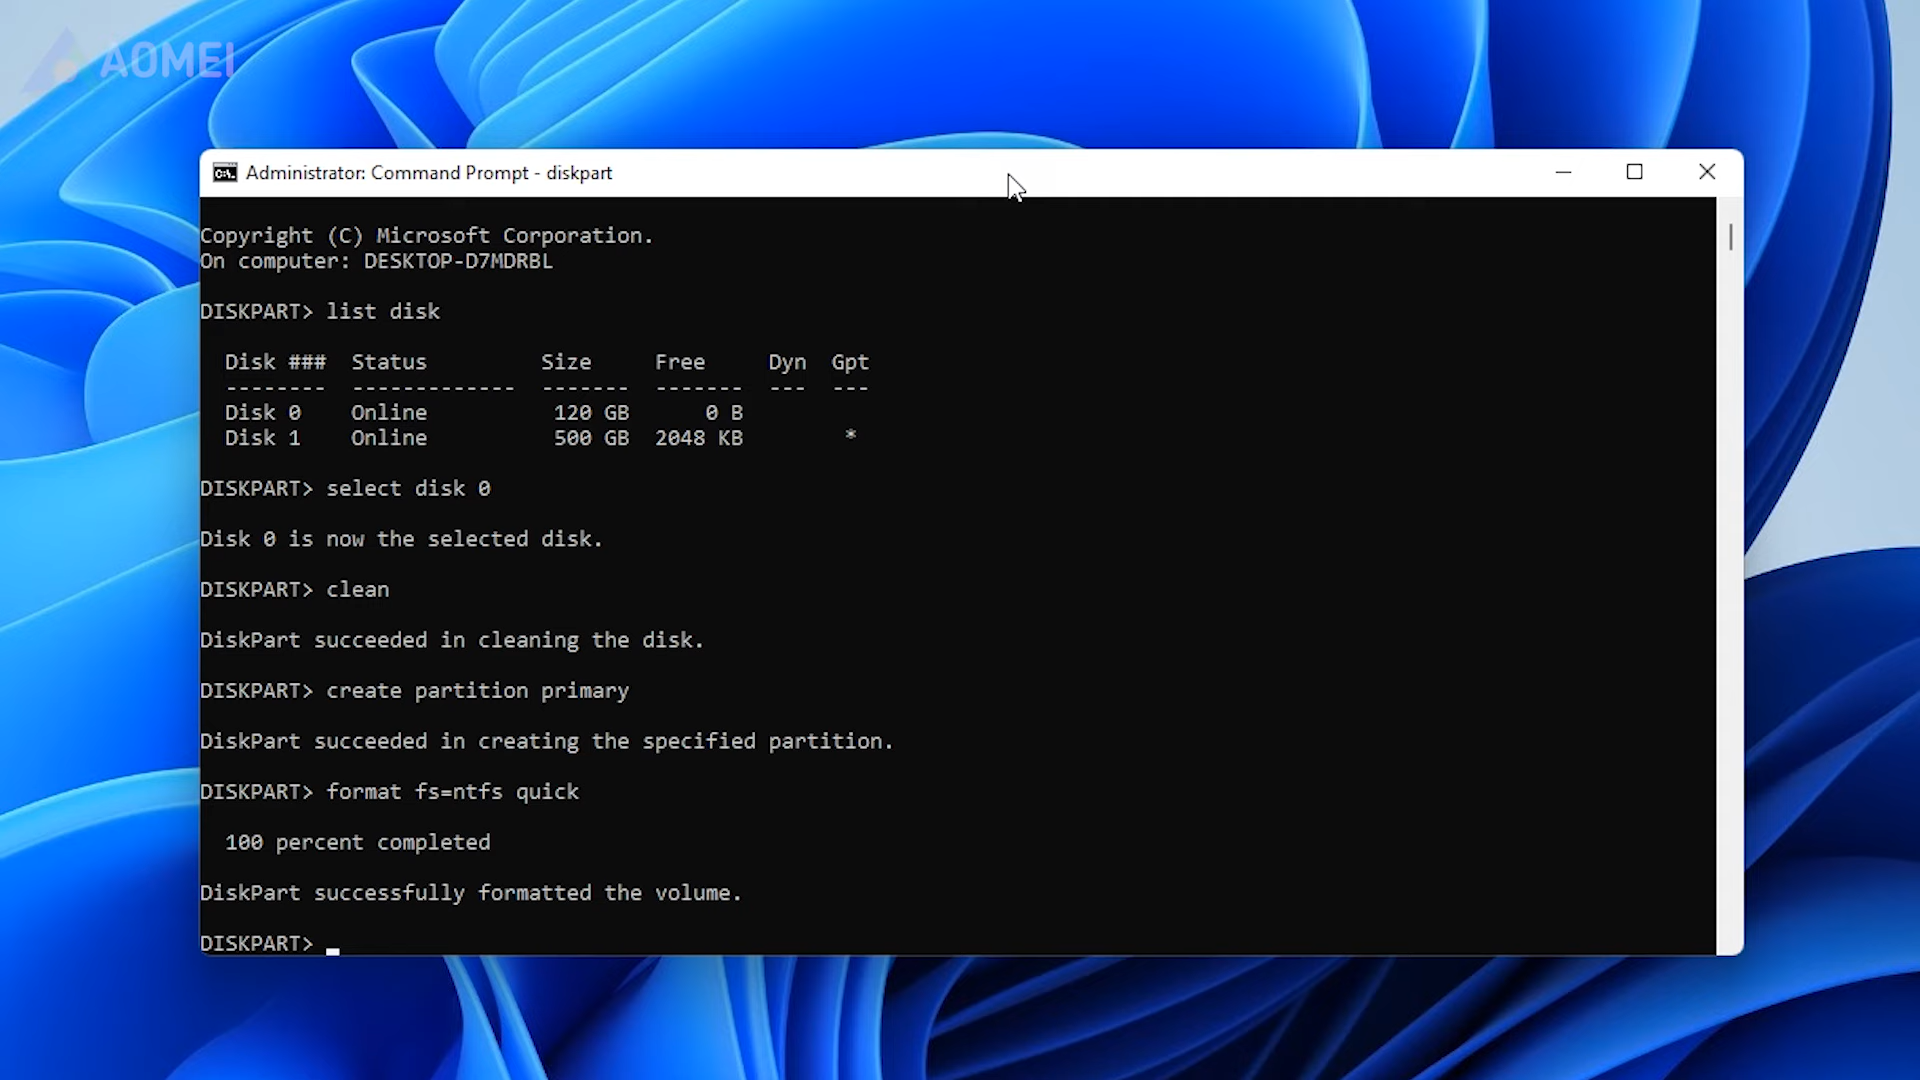 AOMEI
Administrator: Command Prompt - diskpart
Copyright (C) Microsoft Corporation.
On computer: DESKTOP-D7MDRBL
DISKPART> list disk
  Disk ###  Status         Size     Free     Dyn  Gpt
  --------  -------------  -------  -------  ---  ---
  Disk 0    Online          120 GB      0 B
  Disk 1    Online          500 GB  2048 KB        *
DISKPART> select disk 0
Disk 0 is now the selected disk.
DISKPART> clean
DiskPart succeeded in cleaning the disk.
DISKPART> create partition primary
DiskPart succeeded in creating the specified partition.
DISKPART> format fs=ntfs quick
  100 percent completed
DiskPart successfully formatted the volume.
DISKPART>